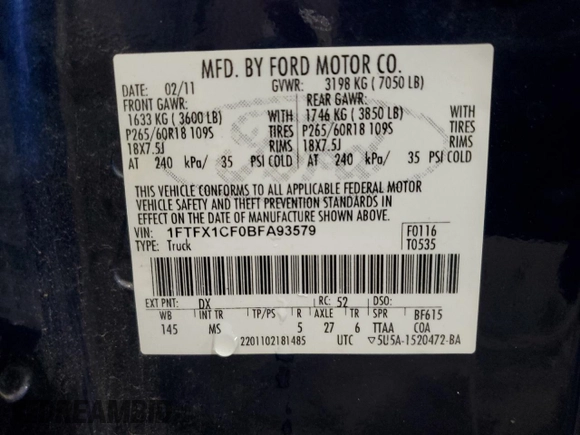 MFD. BY FORD MOTOR CO.
DATE: 02/11 GVWR: 3198 KG ( 7050 LB)
FRONT GAWR: REAR GAWR:
1633 KG ( 3600 LB) WITH 1746 KG ( 3850 LB) WITH
P265/60R18 109S TIRES P265/60R18 109S TIRES
18X7.5J RIMS 18X7.5J RIMS
AT 240 kPa/ 35 PSI COLD AT 240 kPa/ 35 PSI COLD
THIS VEHICLE CONFORMS TO ALL APPLICABLE FEDERAL MOTOR
VEHICLE SAFETY AND THEFT PREVENTION STANDARDS IN
EFFECT ON THE DATE OF MANUFACTURE SHOWN ABOVE.
VIN: 1FTFX1CF0BFA93579 F0116
TYPE: Truck T0535
EXT PNT: DX RC: 52 DSO:
WB INT TR TP/PS R AXLE TR SPR BF615
145 MS 5 27 6 TTAA COA
2201102181485 UTC ▽5U5A-1520472-BA